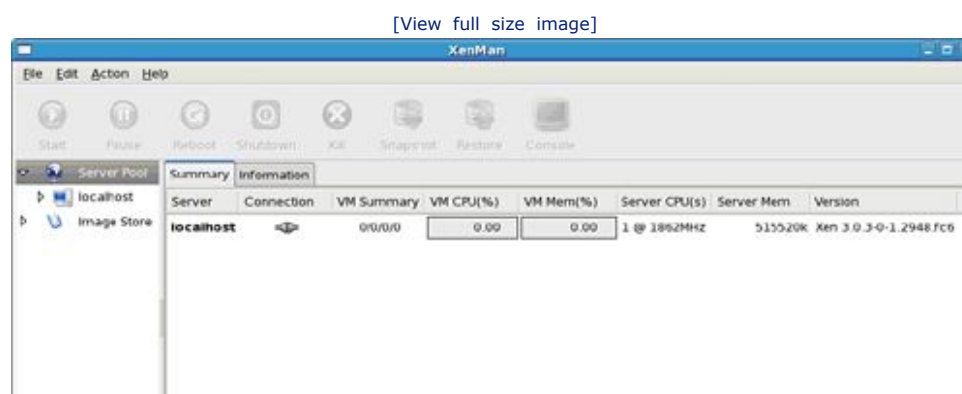 [View full size image]
XenMan
File Edit Action Help
Start Pause Reboot Shutdown Kill Snapshot Restore Console
Server Pool
localhost
Image Store
Summary Information
Server Connection VM Summary VM CPU(%) VM Mem(%) Server CPU(s) Server Mem Version
localhost 0/0/0/0 0.00 0.00 1 @ 1862MHz 515520k Xen 3.0.3-0-1.2948.fc6